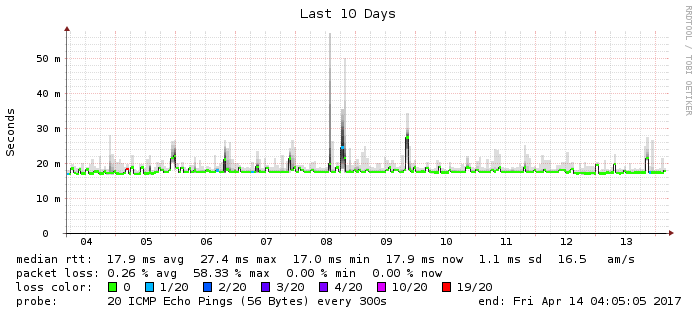 Last 10 Days
RRDTOOL / TOBI OETIKER
Seconds
50 m
40 m
30 m
20 m
10 m
0
04 05 06 07 08 09 10 11 12 13
median rtt: 17.9 ms avg 27.4 ms max 17.0 ms min 17.9 ms now 1.1 ms sd 16.5 am/s
packet loss: 0.26 % avg 58.33 % max 0.00 % min 0.00 % now
loss color: 0 1/20 2/20 3/20 4/20 10/20 19/20
probe: 20 ICMP Echo Pings (56 Bytes) every 300s end: Fri Apr 14 04:05:05 2017